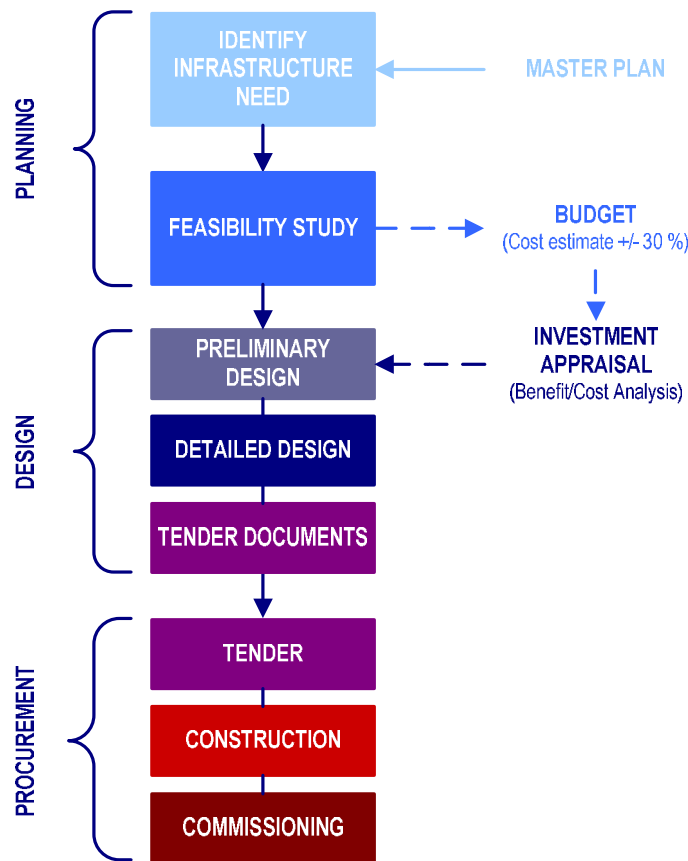 PLANNING
IDENTIFY
INFRASTRUCTURE
NEED
MASTER PLAN
FEASIBILITY STUDY
BUDGET
(Cost estimate +/- 30 %)
INVESTMENT
APPRAISAL
(Benefit/Cost Analysis)
DESIGN
PRELIMINARY
DESIGN
DETAILED DESIGN
TENDER DOCUMENTS
PROCUREMENT
TENDER
CONSTRUCTION
COMMISSIONING